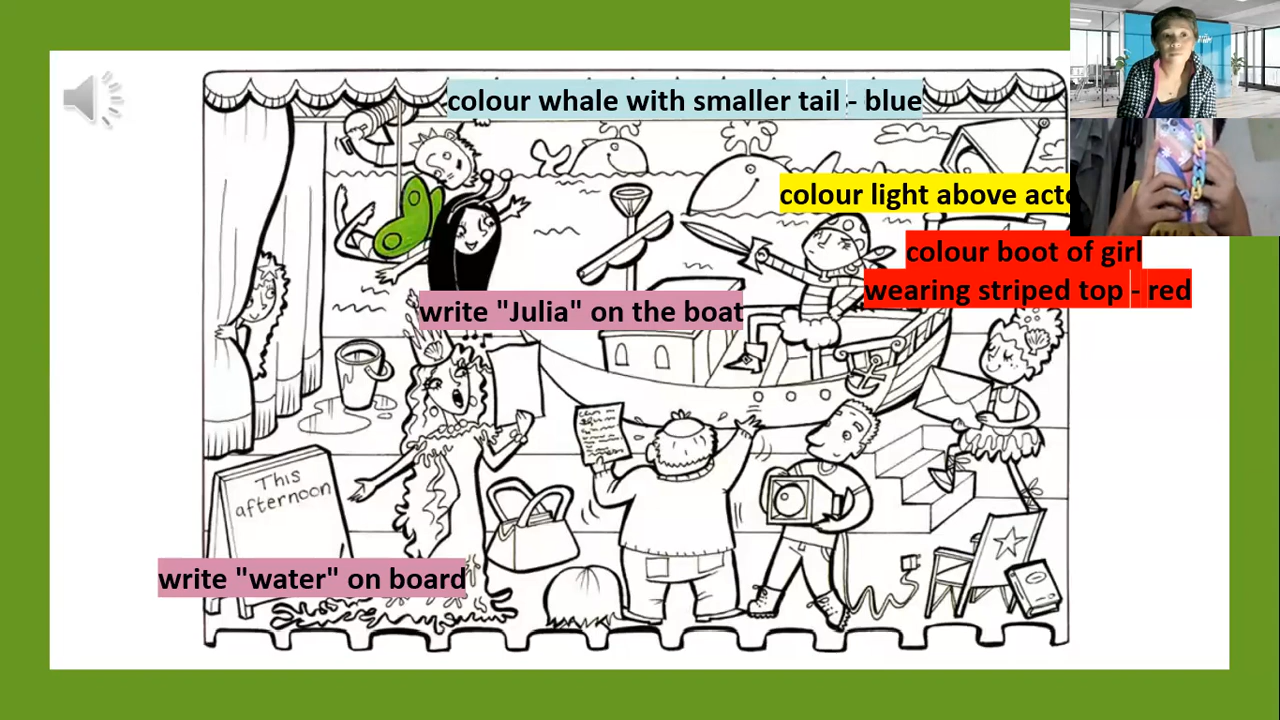 colour whale with smaller tail - blue
colour light above
colour boot of girl
wearing striped top - red
write "Julia" on the boat
This
afternoon
write "water" on board